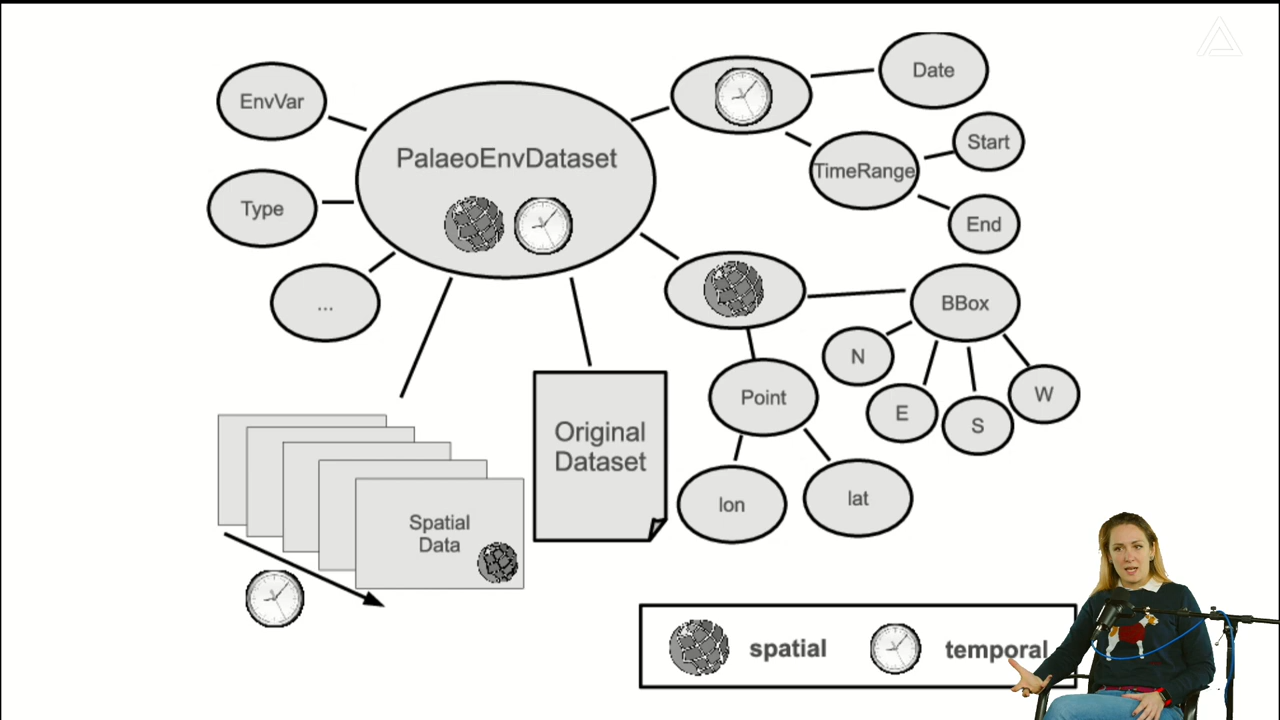 EnvVar
Type
...
PalaeoEnvDataset
Date
TimeRange
Start
End
BBox
N
E
S
W
Point
lon
lat
Original
Dataset
Spatial
Data
spatial
temporal